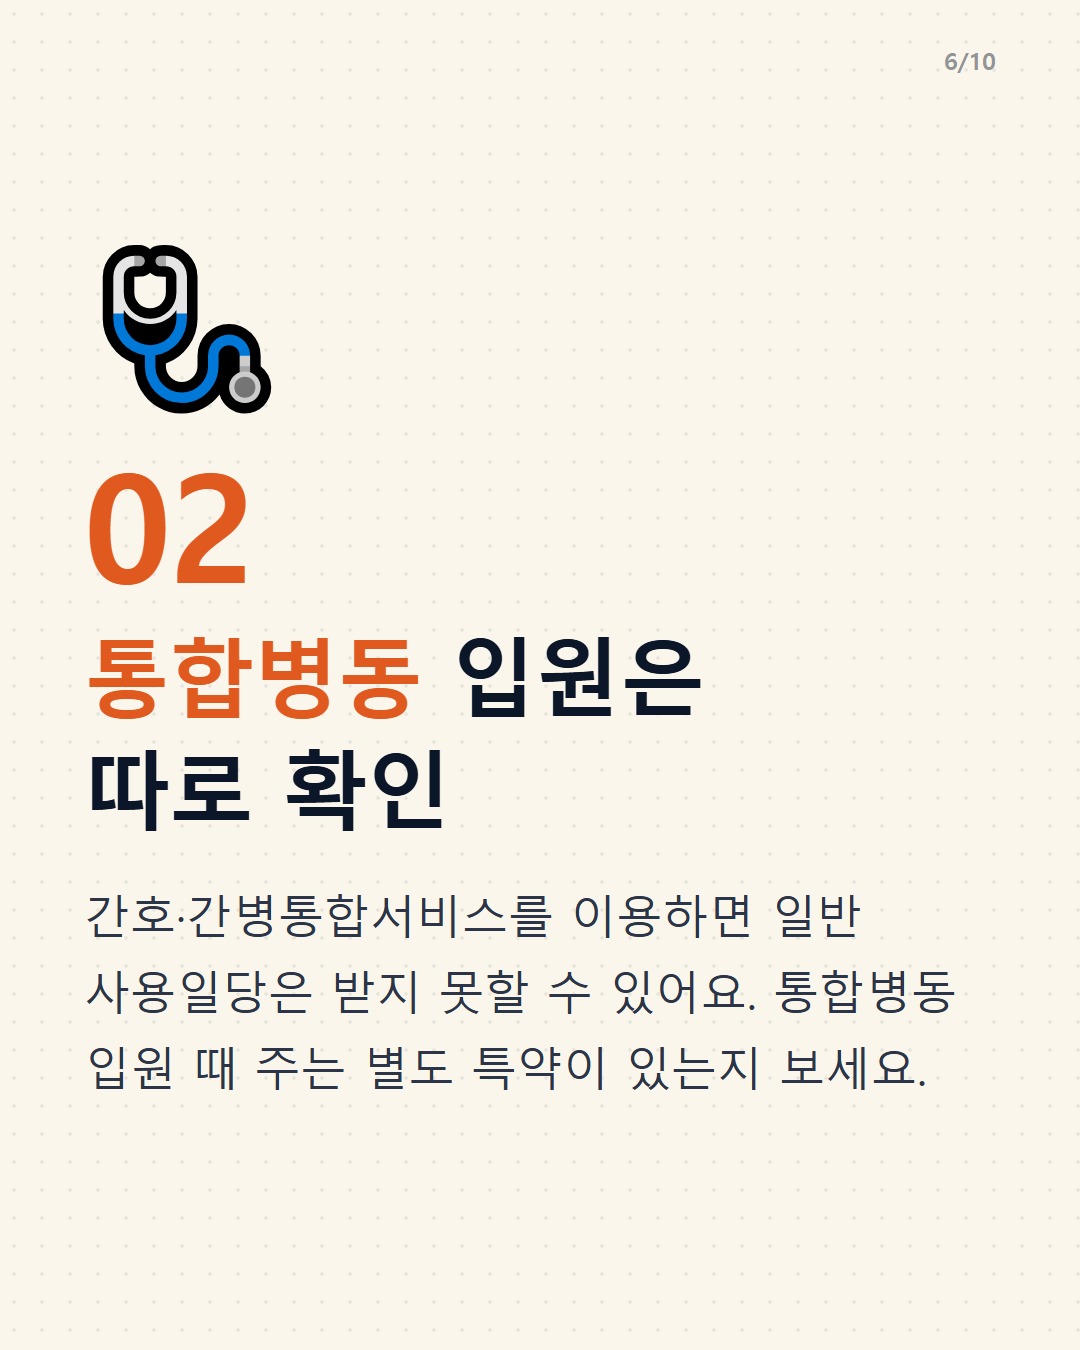 6/10
02
통합병동 입원은
따로 확인
간호·간병통합서비스를 이용하면 일반
사용일당은 받지 못할 수 있어요. 통합병동
입원 때 주는 별도 특약이 있는지 보세요.